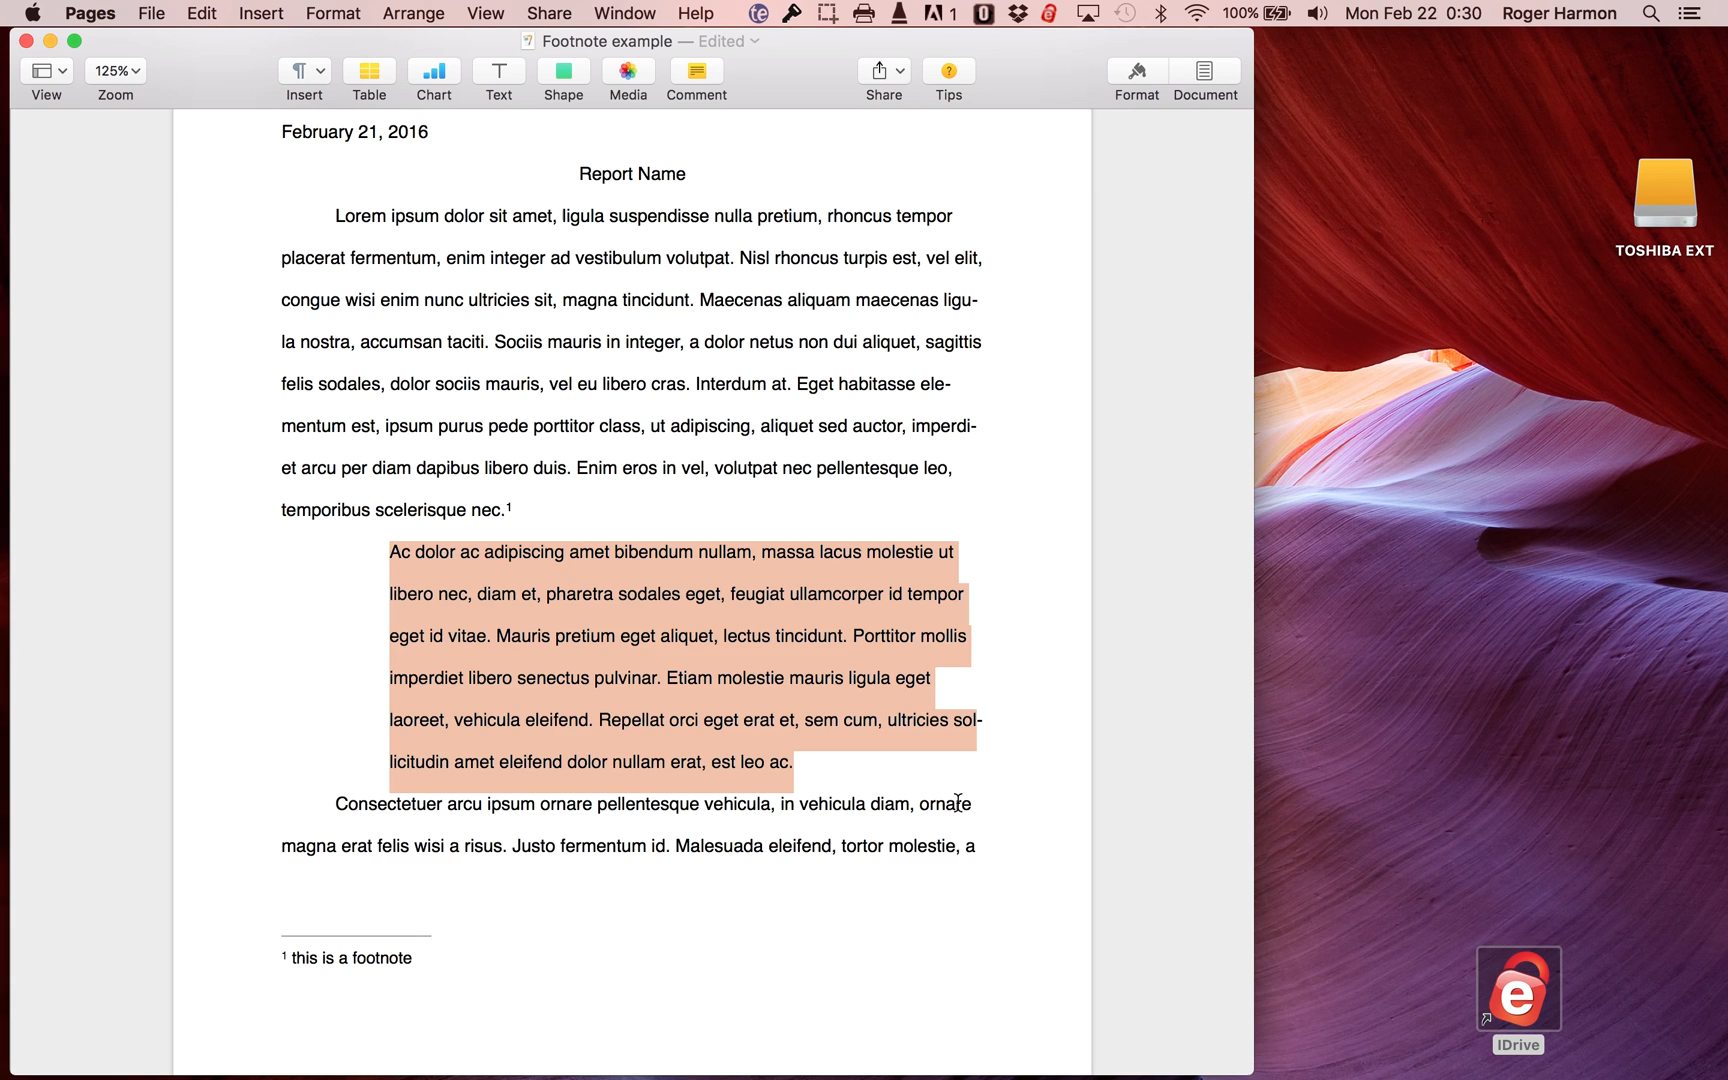 Pages File Edit Insert Format Arrange View Share Window Help 1 100% Mon Feb 22 0:30 Roger Harmon
Footnote example — Edited
125%
View Zoom Insert Table Chart Text Shape Media Comment Share Tips Format Document
February 21, 2016
Report Name
Lorem ipsum dolor sit amet, ligula suspendisse nulla pretium, rhoncus tempor
placerat fermentum, enim integer ad vestibulum volutpat. Nisl rhoncus turpis est, vel elit,
congue wisi enim nunc ultricies sit, magna tincidunt. Maecenas aliquam maecenas ligu-
la nostra, accumsan taciti. Sociis mauris in integer, a dolor netus non dui aliquet, sagittis
felis sodales, dolor sociis mauris, vel eu libero cras. Interdum at. Eget habitasse ele-
mentum est, ipsum purus pede porttitor class, ut adipiscing, aliquet sed auctor, imperdi-
et arcu per diam dapibus libero duis. Enim eros in vel, volutpat nec pellentesque leo,
temporibus scelerisque nec.¹
Ac dolor ac adipiscing amet bibendum nullam, massa lacus molestie ut
libero nec, diam et, pharetra sodales eget, feugiat ullamcorper id tempor
eget id vitae. Mauris pretium eget aliquet, lectus tincidunt. Porttitor mollis
imperdiet libero senectus pulvinar. Etiam molestie mauris ligula eget
laoreet, vehicula eleifend. Repellat orci eget erat et, sem cum, ultricies sol-
licitudin amet eleifend dolor nullam erat, est leo ac.
Consectetuer arcu ipsum ornare pellentesque vehicula, in vehicula diam, ornare
magna erat felis wisi a risus. Justo fermentum id. Malesuada eleifend, tortor molestie, a
¹ this is a footnote
TOSHIBA EXT
e
IDrive